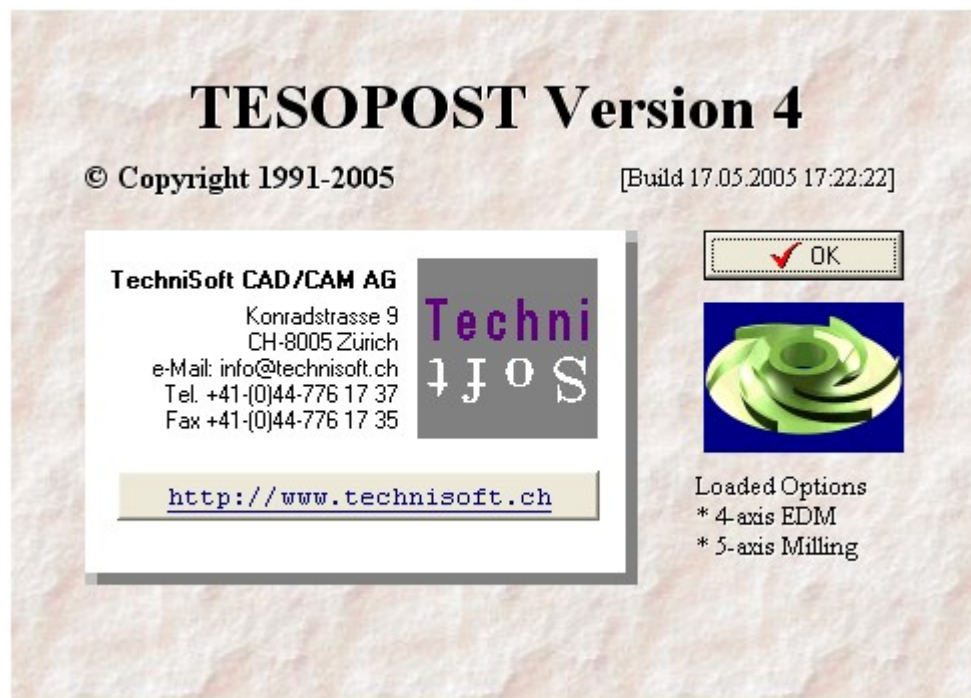 TESOPOST Version 4
© Copyright 1991-2005
[Build 17.05.2005 17:22:22]
TechniSoft CAD/CAM AG
Konradstrasse 9
CH-8005 Zürich
e-Mail: info@technisoft.ch
Tel. +41-(0)44-776 17 37
Fax +41-(0)44-776 17 35
Techni
Soft
http://www.technisoft.ch
OK
Loaded Options
* 4-axis EDM
* 5-axis Milling